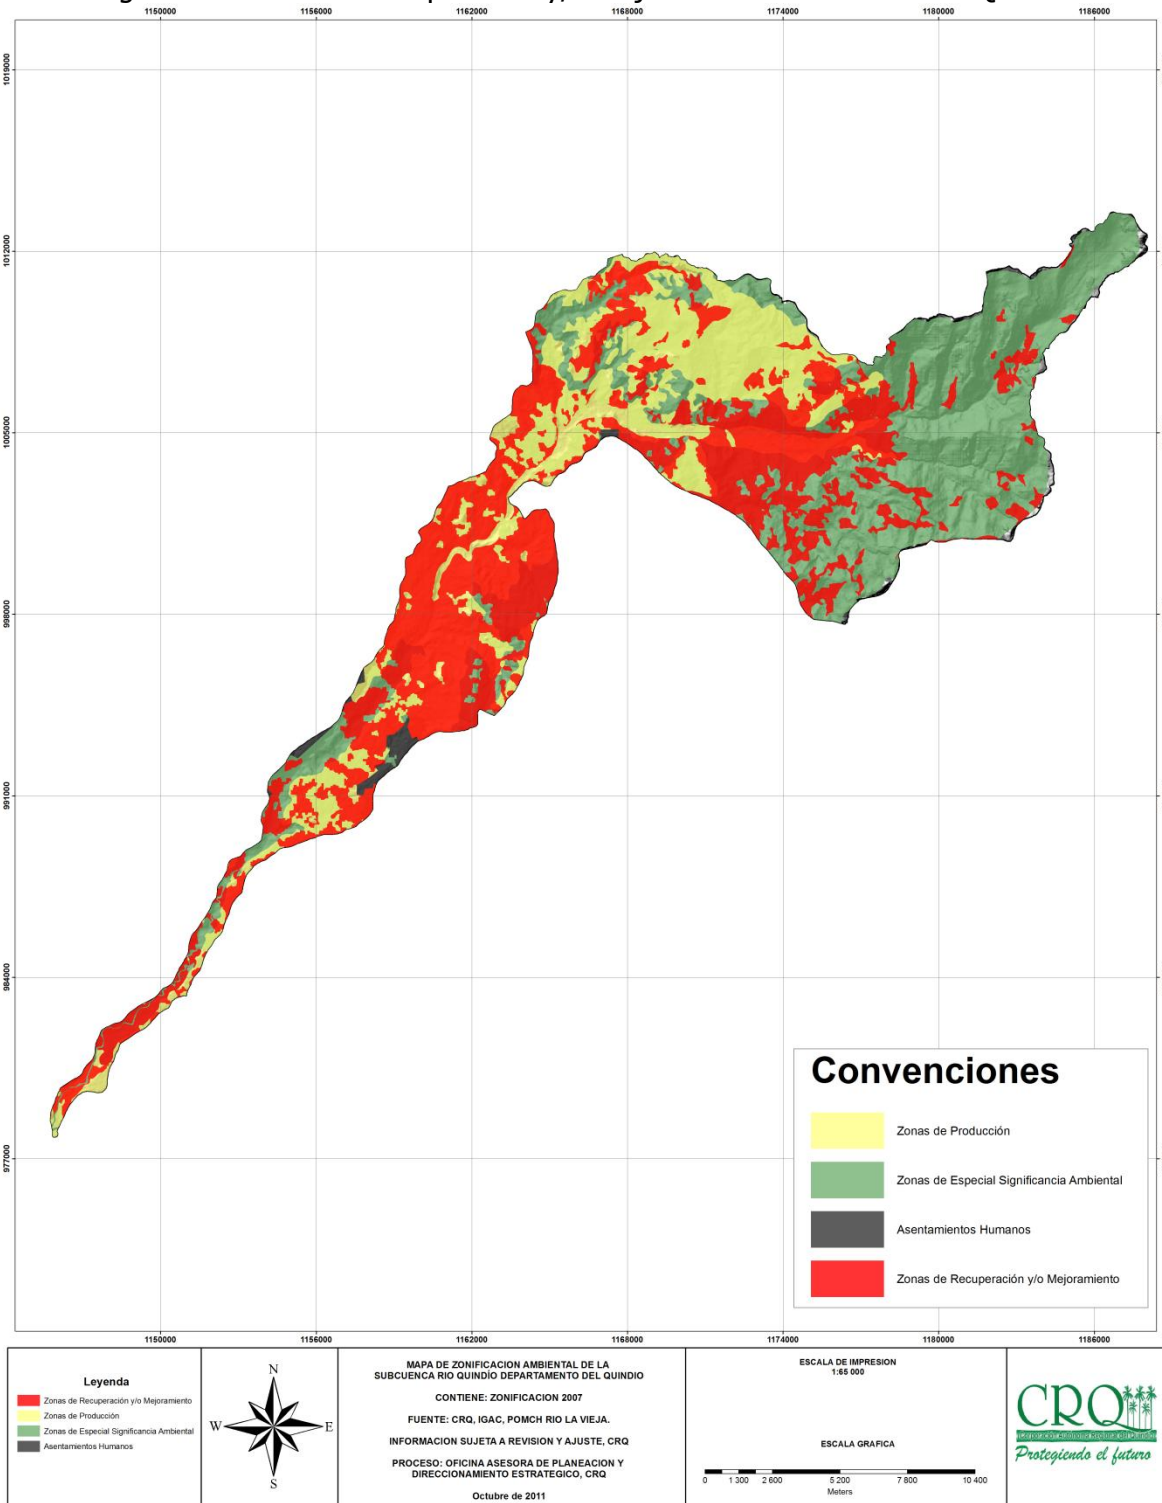 1150000 1156000 1162000 1168000 1174000 1180000 1186000
1019000
1012000
1005000
998000
991000
984000
977000
Convenciones
Zonas de Producción
Zonas de Especial Significancia Ambiental
Asentamientos Humanos
Zonas de Recuperación y/o Mejoramiento
1150000 1156000 1162000 1168000 1174000 1180000 1186000
Leyenda
Zonas de Recuperación y/o Mejoramiento
Zonas de Producción
Zonas de Especial Significancia Ambiental
Asentamientos Humanos
N
W E
S
MAPA DE ZONIFICACION AMBIENTAL DE LA
SUBCUENCA RIO QUINDÍO DEPARTAMENTO DEL QUINDIO
CONTIENE: ZONIFICACION 2007
FUENTE: CRQ, IGAC, POMCH RIO LA VIEJA.
INFORMACION SUJETA A REVISION Y AJUSTE, CRQ
PROCESO: OFICINA ASESORA DE PLANEACION Y
DIRECCIONAMIENTO ESTRATEGICO, CRQ
Octubre de 2011
ESCALA DE IMPRESION
1:65 000
ESCALA GRAFICA
0 1 300 2 600 5 200 7 800 10 400
Meters
CRQ
Corporación Autónoma Regional del Quindío
Protegiendo el futuro